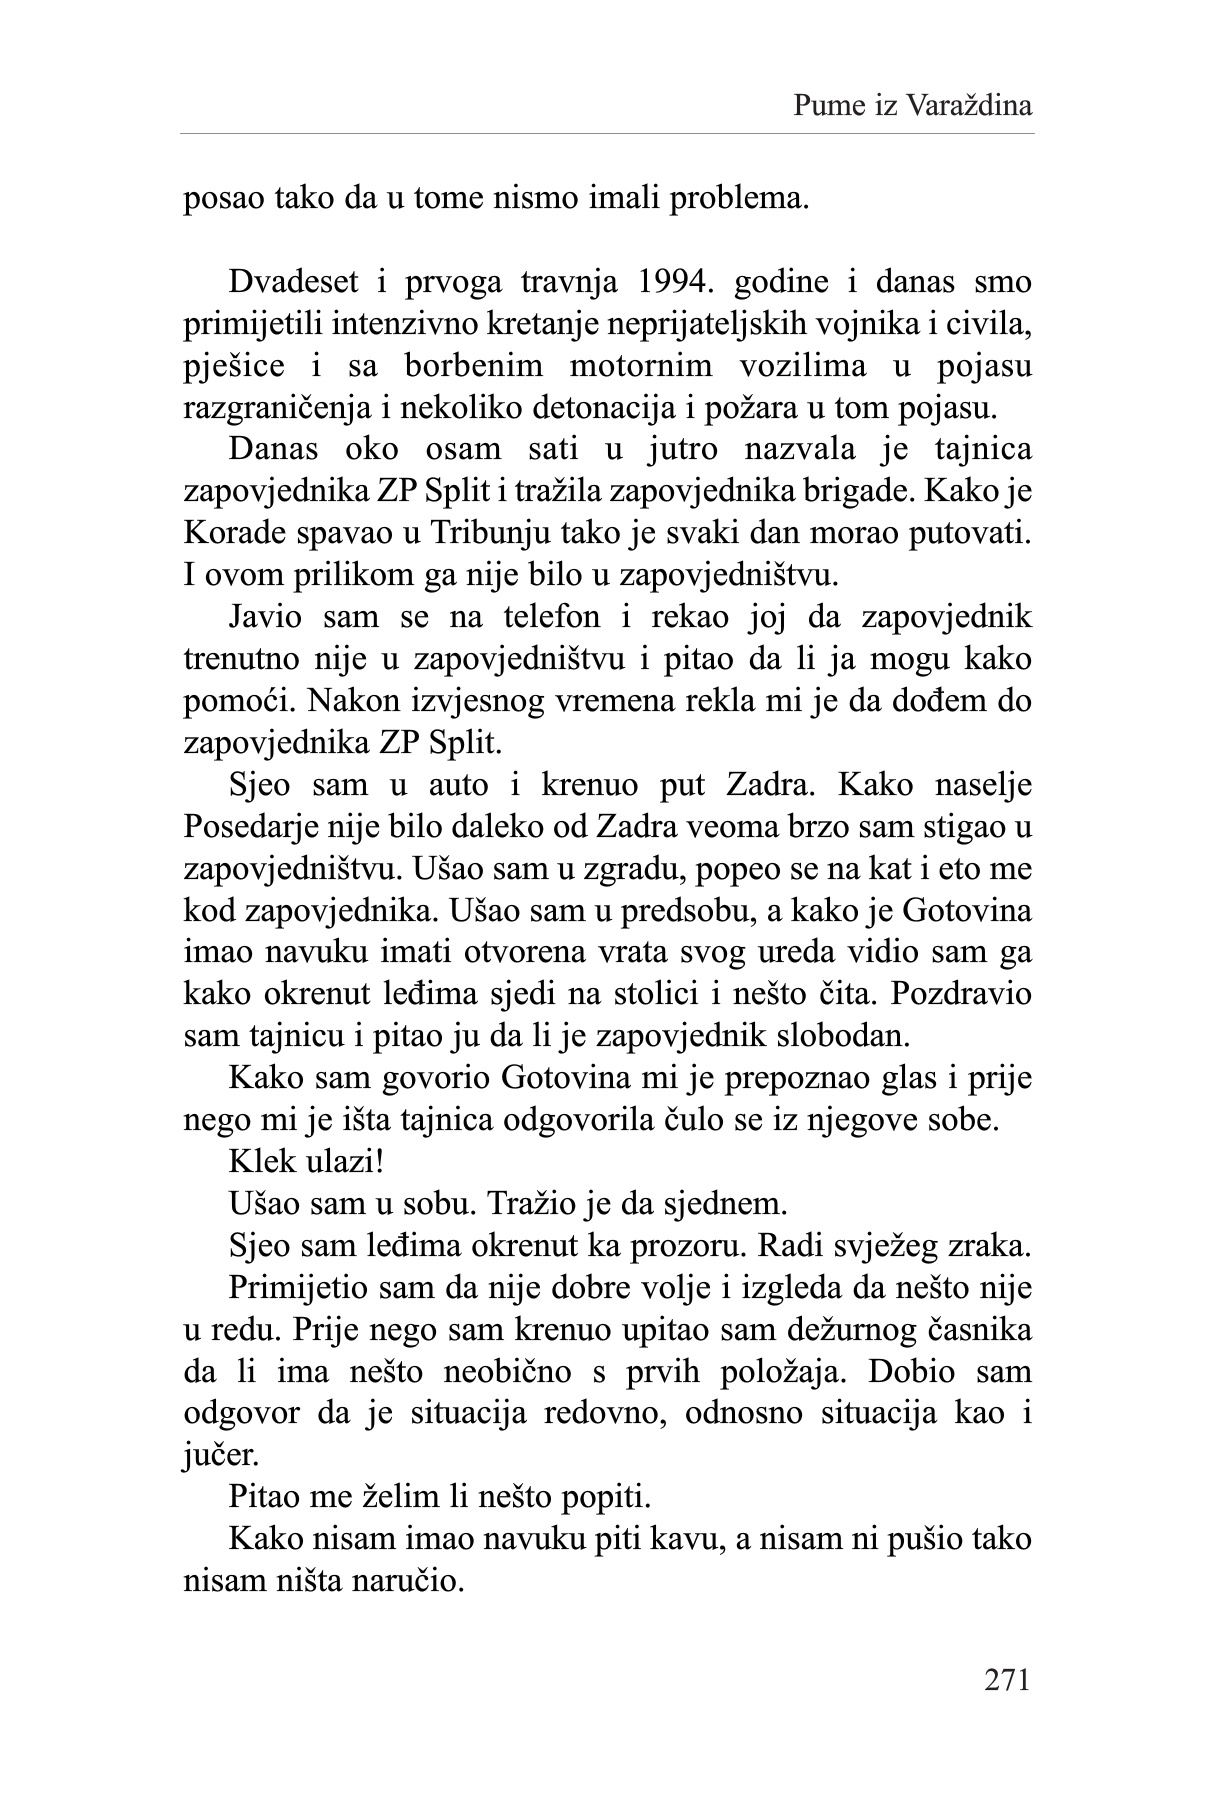 Pume iz Varaždina
posao tako da u tome nismo imali problema.
Dvadeset i prvoga travnja 1994. godine i danas smo
primijetili intenzivno kretanje neprijateljskih vojnika i civila,
pješice i sa borbenim motornim vozilima u pojasu
razgraničenja i nekoliko detonacija i požara u tom pojasu.
Danas oko osam sati u jutro nazvala je tajnica
zapovjednika ZP Split i tražila zapovjednika brigade. Kako je
Korade spavao u Tribunju tako je svaki dan morao putovati.
I ovom prilikom ga nije bilo u zapovjedništvu.
Javio sam se na telefon i rekao joj da zapovjednik
trenutno nije u zapovjedništvu i pitao da li ja mogu kako
pomoći. Nakon izvjesnog vremena rekla mi je da dođem do
zapovjednika ZP Split.
Sjeo sam u auto i krenuo put Zadra. Kako naselje
Posedarje nije bilo daleko od Zadra veoma brzo sam stigao u
zapovjedništvu. Ušao sam u zgradu, popeo se na kat i eto me
kod zapovjednika. Ušao sam u predsobu, a kako je Gotovina
imao navuku imati otvorena vrata svog ureda vidio sam ga
kako okrenut leđima sjedi na stolici i nešto čita. Pozdravio
sam tajnicu i pitao ju da li je zapovjednik slobodan.
Kako sam govorio Gotovina mi je prepoznao glas i prije
nego mi je išta tajnica odgovorila čulo se iz njegove sobe.
Klek ulazi!
Ušao sam u sobu. Tražio je da sjednem.
Sjeo sam leđima okrenut ka prozoru. Radi svježeg zraka.
Primijetio sam da nije dobre volje i izgleda da nešto nije
u redu. Prije nego sam krenuo upitao sam dežurnog časnika
da li ima nešto neobično s prvih položaja. Dobio sam
odgovor da je situacija redovno, odnosno situacija kao i
jučer.
Pitao me želim li nešto popiti.
Kako nisam imao navuku piti kavu, a nisam ni pušio tako
nisam ništa naručio.
271